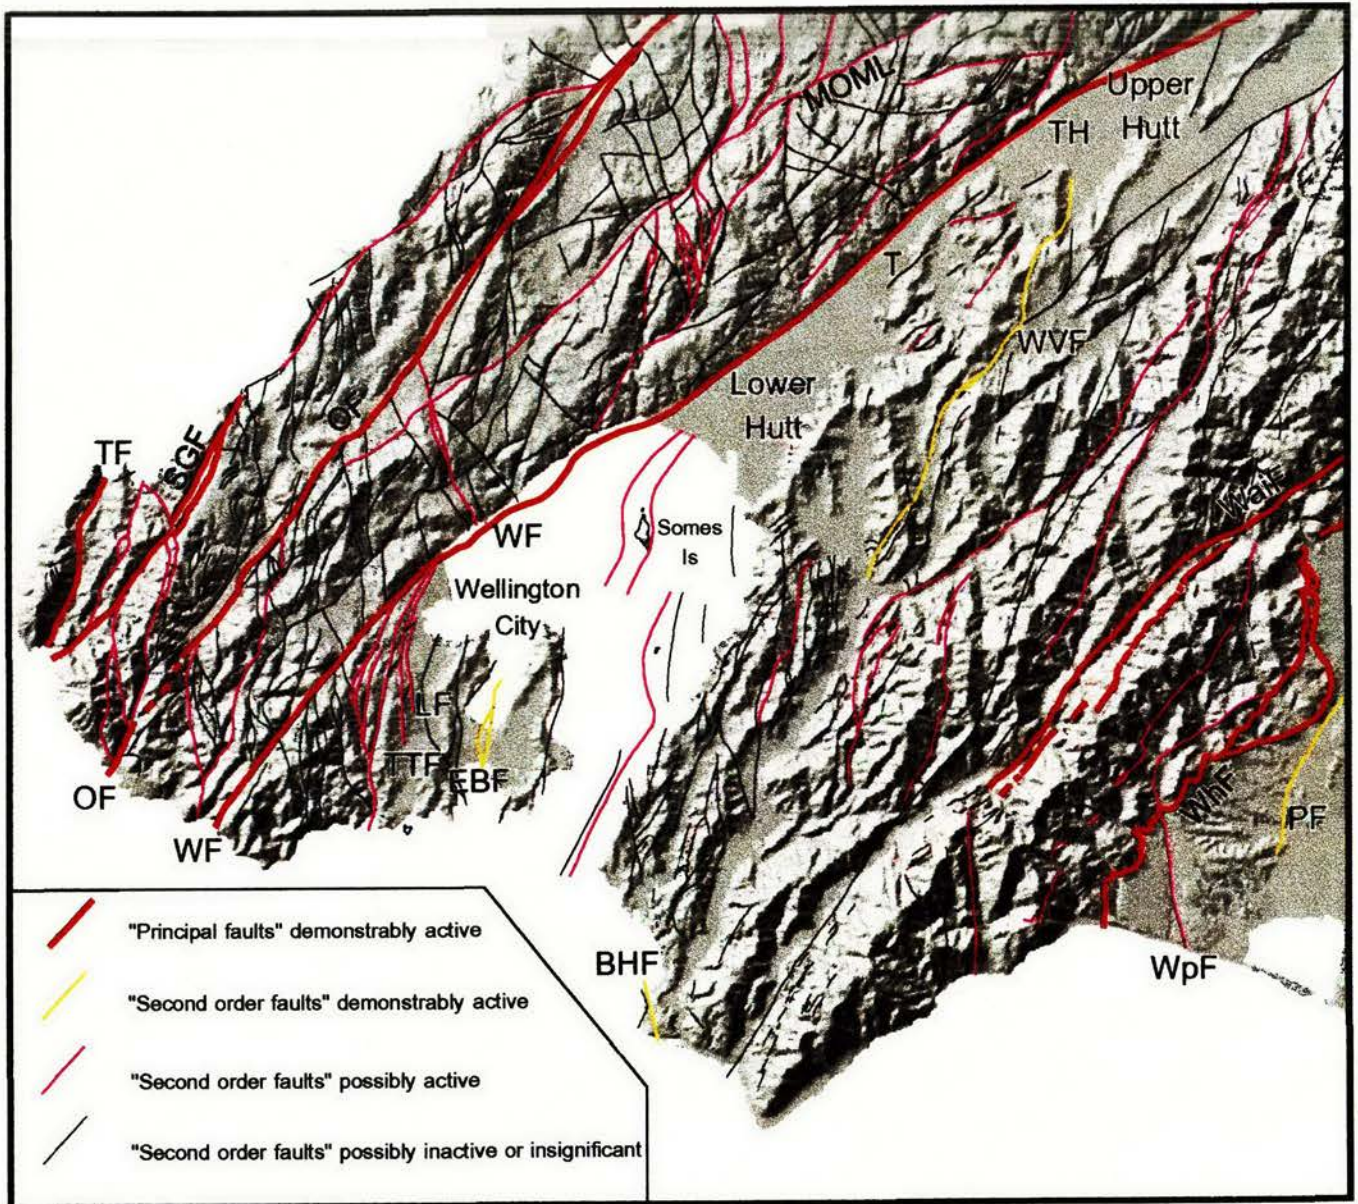 Upper
Hutt
MOML
TH
T
WVF
Lower
Hutt
OF
SGF
TF
WaiF
WF
Somes
Is
Wellington
City
LF
TTF
EBF
OF
WF
WhF
PF
BHF
WpF
"Principal faults" demonstrably active
"Second order faults" demonstrably active
"Second order faults" possibly active
"Second order faults" possibly inactive or insignificant